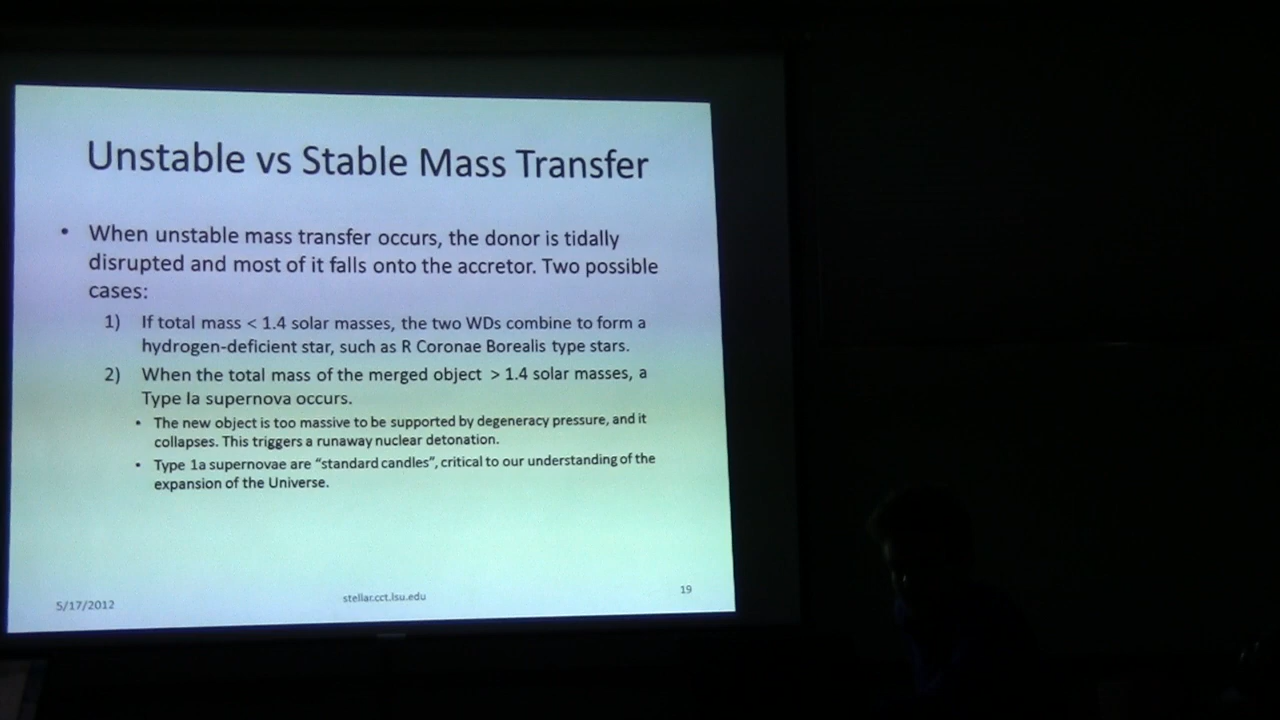 Unstable vs Stable Mass Transfer
• When unstable mass transfer occurs, the donor is tidally
disrupted and most of it falls onto the accretor. Two possible
cases:
1) If total mass < 1.4 solar masses, the two WDs combine to form a
hydrogen-deficient star, such as R Coronae Borealis type stars.
2) When the total mass of the merged object > 1.4 solar masses, a
Type Ia supernova occurs.
• The new object is too massive to be supported by degeneracy pressure, and it
collapses. This triggers a runaway nuclear detonation.
• Type 1a supernovae are “standard candles”, critical to our understanding of the
expansion of the Universe.
5/17/2012
stellar.cct.lsu.edu
19